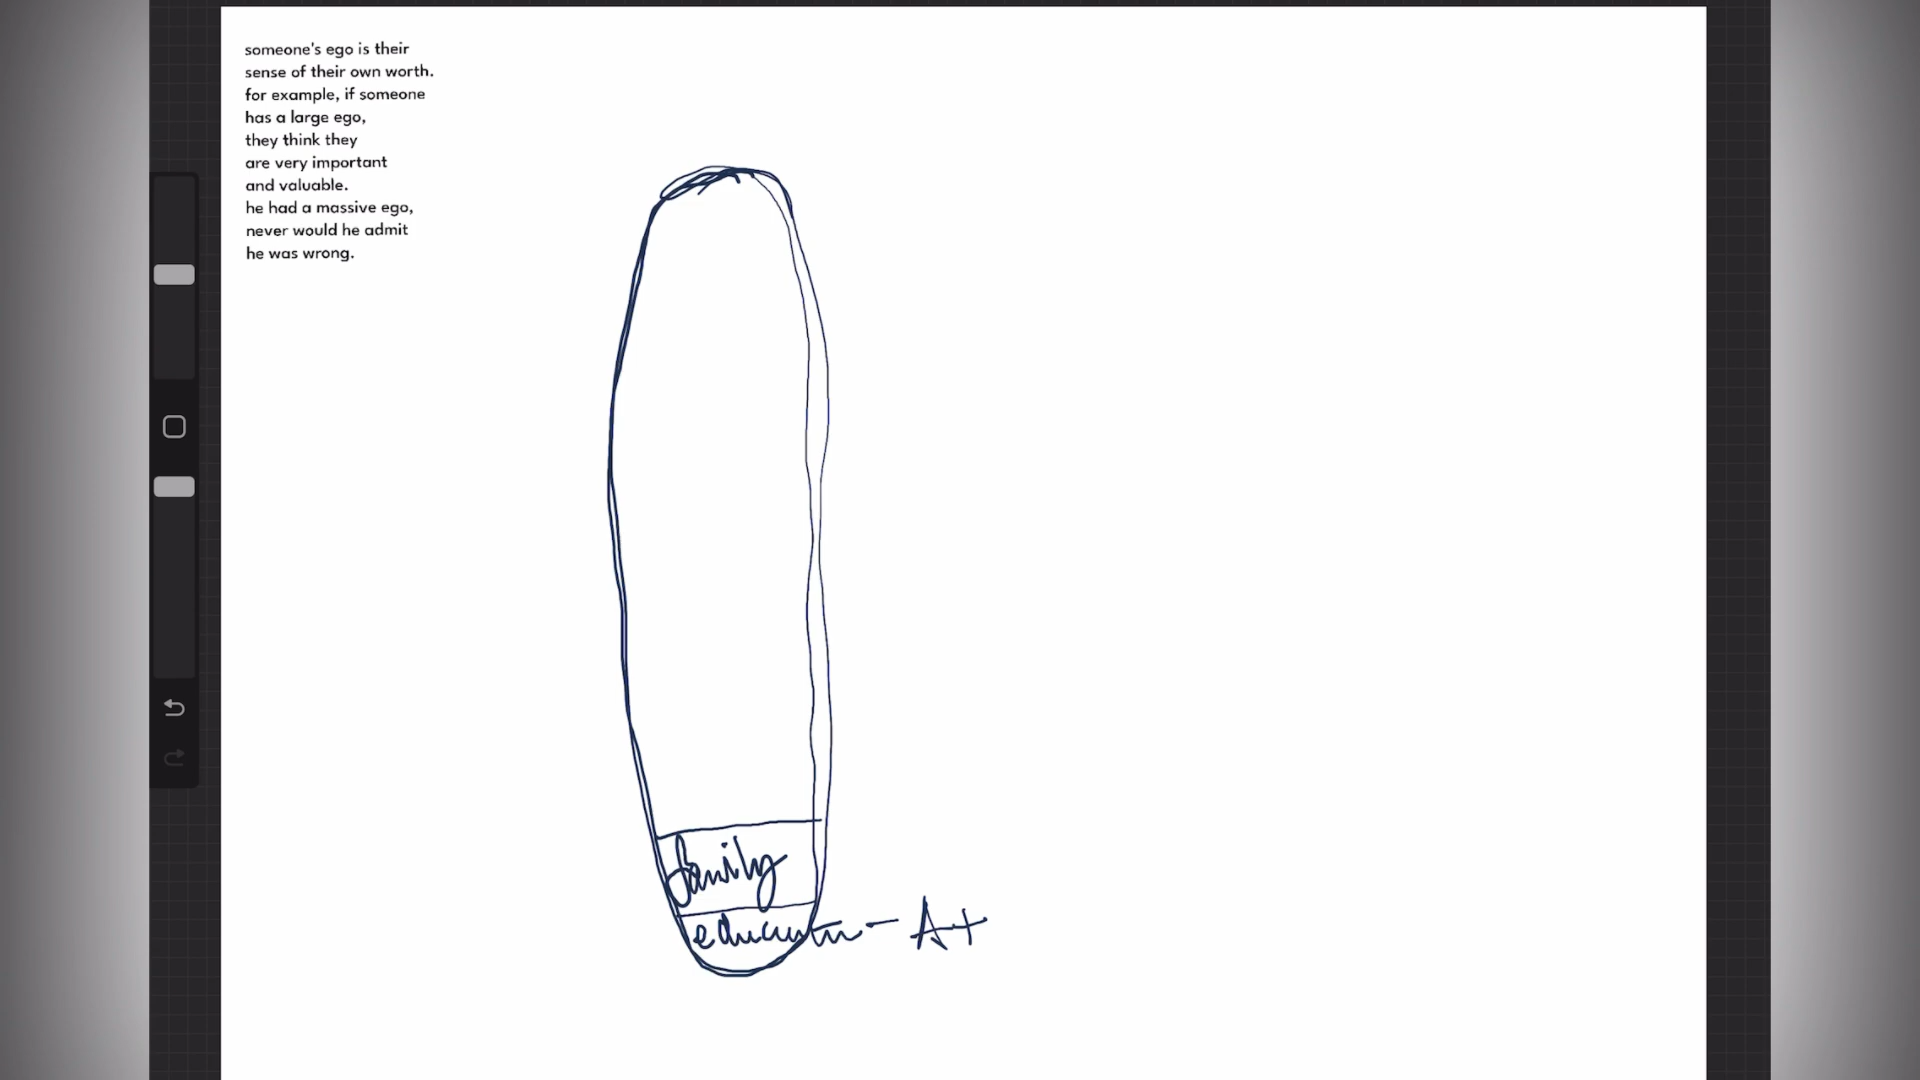 someone's ego is their
sense of their own worth.
for example, if someone
has a large ego,
they think they
are very important
and valuable.
he had a massive ego,
never would he admit
he was wrong.
family
education - A+